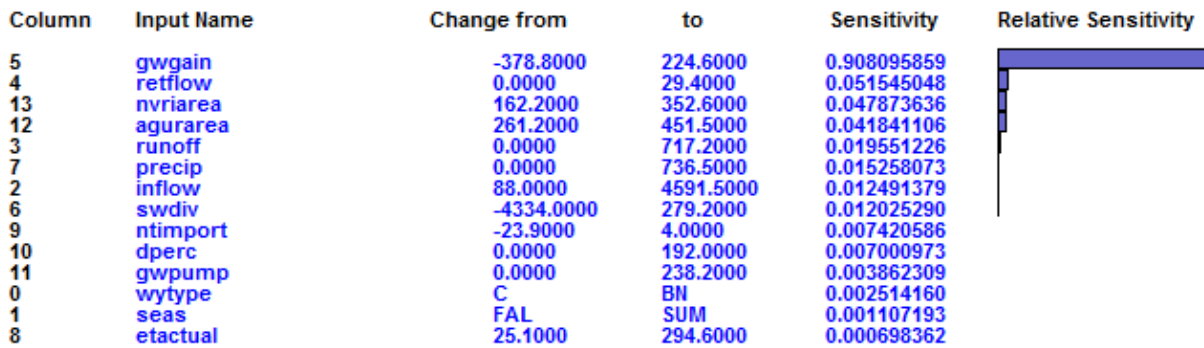 Column Input Name Change from to Sensitivity Relative Sensitivity
5 gwgain -378.8000 224.6000 0.908095859
4 retflow 0.0000 29.4000 0.051545048
13 nvriarea 162.2000 352.6000 0.047873636
12 agurarea 261.2000 451.5000 0.041841106
3 runoff 0.0000 717.2000 0.019551226
7 precip 0.0000 736.5000 0.015258073
2 inflow 88.0000 4591.5000 0.012491379
6 swdiv -4334.0000 279.2000 0.012025290
9 ntimport -23.9000 4.0000 0.007420586
10 dperc 0.0000 192.0000 0.007000973
11 gwpump 0.0000 238.2000 0.003862309
0 wytype C BN 0.002514160
1 seas FAL SUM 0.001107193
8 etactual 25.1000 294.6000 0.000698362